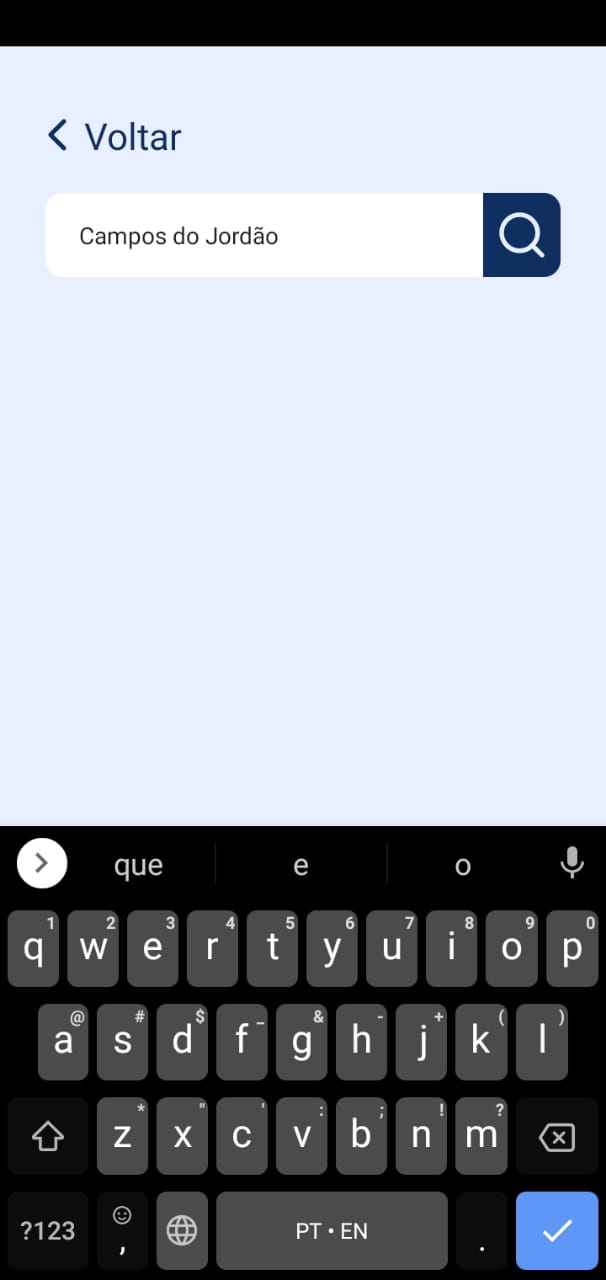 Voltar
Campos do Jordão
que e o
1 2 3 4 5 6 7 8 9 0
q w e r t y u i o p
@ # $ _ & - + ( )
a s d f g h j k l
* " ' : ; ! ?
z x c v b n m
?123 , PT • EN .